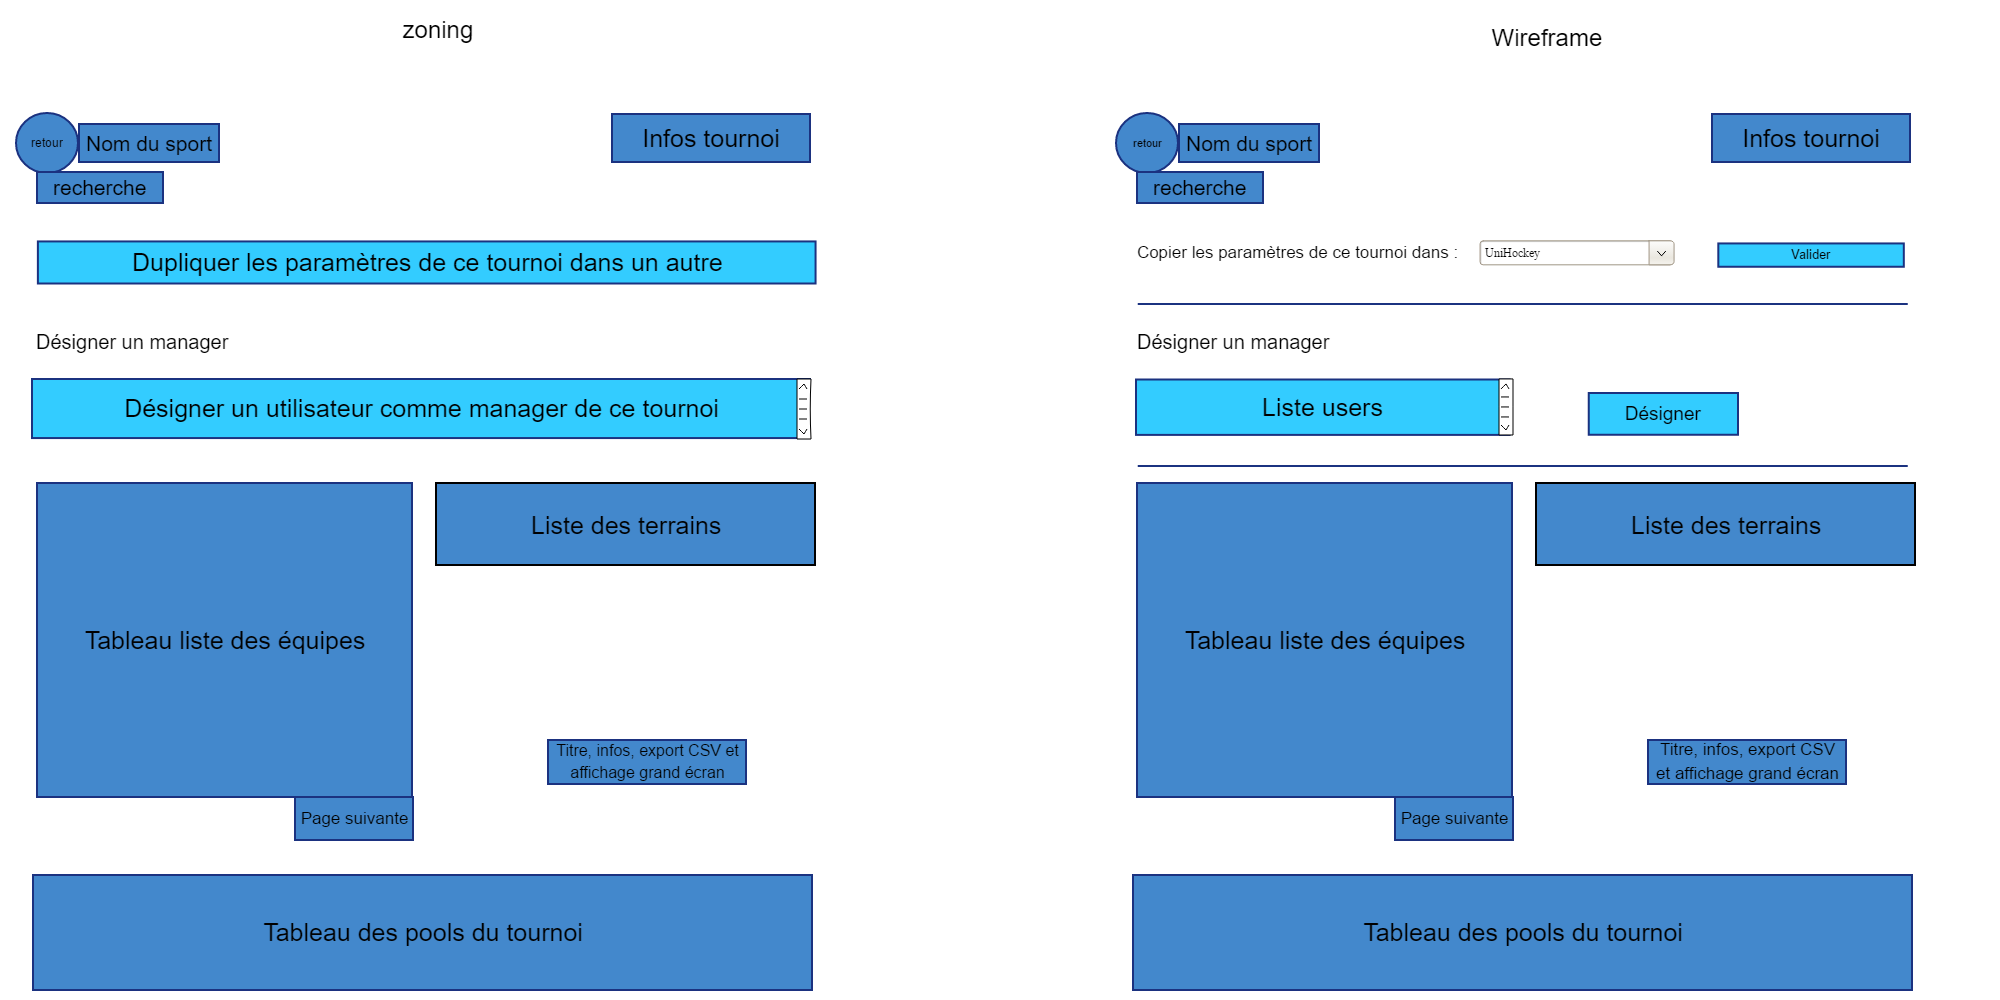 zoning
retour
Nom du sport
Infos tournoi
recherche
Dupliquer les paramètres de ce tournoi dans un autre
Désigner un manager
Désigner un utilisateur comme manager de ce tournoi
Tableau liste des équipes
Liste des terrains
Titre, infos, export CSV et
affichage grand écran
Page suivante
Tableau des pools du tournoi
Wireframe
retour
Nom du sport
Infos tournoi
recherche
Copier les paramètres de ce tournoi dans :
UniHockey
Valider
Désigner un manager
Liste users
Désigner
Tableau liste des équipes
Liste des terrains
Titre, infos, export CSV
et affichage grand écran
Page suivante
Tableau des pools du tournoi